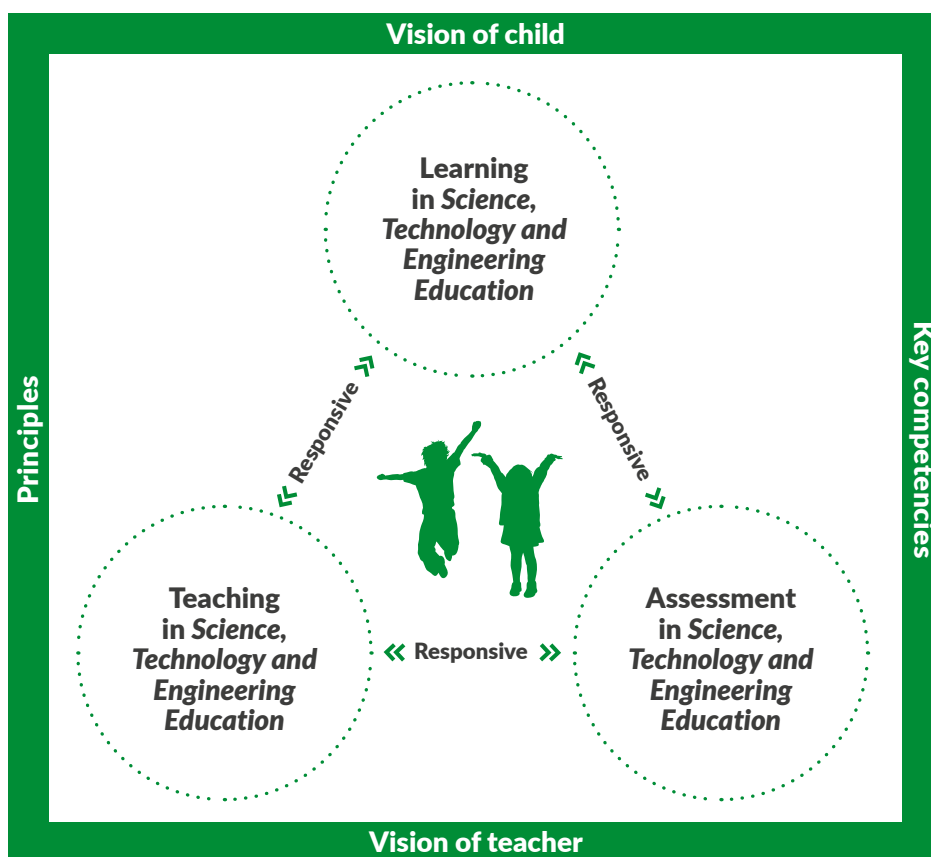 Vision of child
Learning
in Science,
Technology and
Engineering
Education
Principles
Responsive
Responsive
Key competencies
Teaching
in Science,
Technology and
Engineering
Education
Responsive
Assessment
in Science,
Technology and
Engineering
Education
Vision of teacher